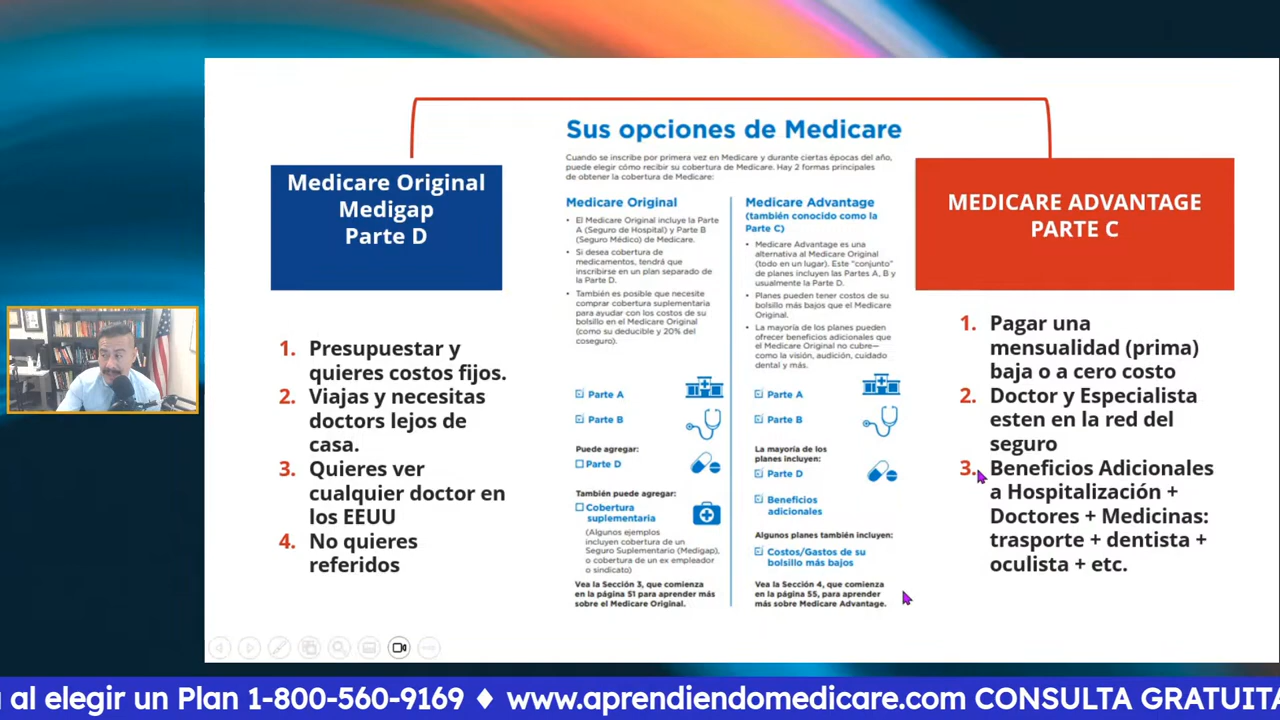 Sus opciones de Medicare
Cuando se inscribe por primera vez en Medicare y durante ciertas épocas del año,
puede elegir cómo recibir su cobertura de Medicare. Hay 2 formas principales
de obtener la cobertura de Medicare:
Medicare Original
Medigap
Parte D
1. Presupuestar y
quieres costos fijos.
2. Viajas y necesitas
doctors lejos de
casa.
3. Quieres ver
cualquier doctor en
los EEUU
4. No quieres
referidos
Medicare Original
• El Medicare Original incluye la Parte
A (Seguro de Hospital) y Parte B
(Seguro Médico) de Medicare.
• Si desea cobertura de
medicamentos, tendrá que
inscribirse en un plan separado de
la Parte D.
• También es posible que necesite
comprar cobertura suplementaria
para ayudar con los costos de su
bolsillo en el Medicare Original
(como su deducible y 20% del
coseguro).
Parte A
Parte B
Puede agregar:
Parte D
También puede agregar:
Cobertura
suplementaria
(Algunos ejemplos
incluyen cobertura de un
Seguro Suplementario (Medigap),
o cobertura de un ex empleador
o sindicato)
Vea la Sección 3, que comienza
en la página 51 para aprender más
sobre el Medicare Original.
Medicare Advantage
(también conocido como la
Parte C)
• Medicare Advantage es una
alternativa al Medicare Original
(todo en un lugar). Este “conjunto”
de planes incluyen las Partes A, B y
usualmente la Parte D.
• Planes pueden tener costos de su
bolsillo más bajos que el Medicare
Original.
• La mayoría de los planes pueden
ofrecer beneficios adicionales que
el Medicare Original no cubre—
como la visión, audición, cuidado
dental y más.
Parte A
Parte B
La mayoría de los
planes incluyen:
Parte D
Beneficios
adicionales
Algunos planes también incluyen:
Costos/Gastos de su
bolsillo más bajos
Vea la Sección 4, que comienza
en la página 55, para aprender
más sobre Medicare Advantage.
MEDICARE ADVANTAGE
PARTE C
1. Pagar una
mensualidad (prima)
baja o a cero costo
2. Doctor y Especialista
esten en la red del
seguro
3. Beneficios Adicionales
a Hospitalización +
Doctores + Medicinas:
trasporte + dentista +
oculista + etc.
al elegir un Plan 1-800-560-9169 ♦ www.aprendiendomedicare.com CONSULTA GRATUITA